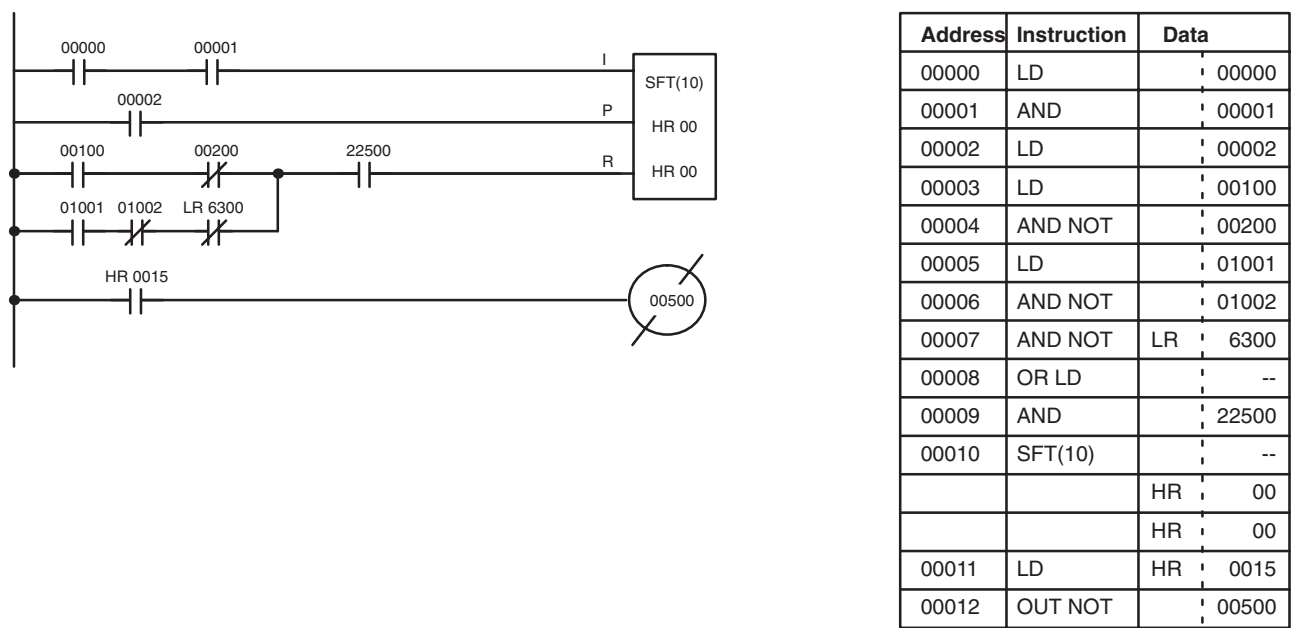 00000 00001
I
SFT(10)
00002
P
HR 00
00100 00200 22500
R
HR 00
01001 01002 LR 6300
HR 0015
00500
Address Instruction Data
00000 LD 00000
00001 AND 00001
00002 LD 00002
00003 LD 00100
00004 AND NOT 00200
00005 LD 01001
00006 AND NOT 01002
00007 AND NOT LR 6300
00008 OR LD --
00009 AND 22500
00010 SFT(10) --
HR 00
HR 00
00011 LD HR 0015
00012 OUT NOT 00500